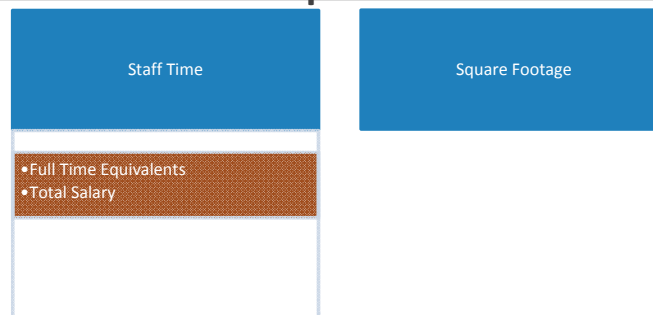 Staff Time
Square Footage
•Full Time Equivalents
•Total Salary